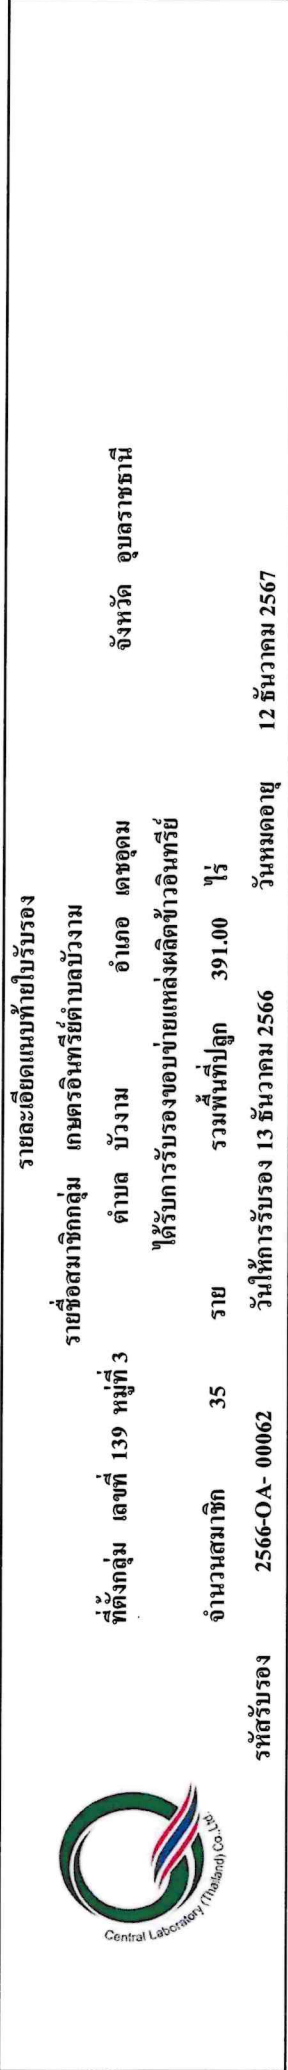 รายละเอียดแนบท้ายใบรับรอง
รายชื่อสมาชิกกลุ่ม เกษตรอินทรีย์ตำบลบัวงาม
ที่ตั้งกลุ่ม เลขที่ 139 หมู่ที่ 3 ตำบล บัวงาม อำเภอ เดชอุดม จังหวัด อุบลราชธานี
ได้รับการรับรองขอบข่ายแหล่งผลิตข้าวอินทรีย์
จำนวนสมาชิก 35 ราย รวมพื้นที่ปลูก 391.00 ไร่
รหัสรับรอง 2566-OA- 00062 วันให้การรับรอง 13 ธันวาคม 2566 วันหมดอายุ 12 ธันวาคม 2567
Central Laboratory (Thailand) Co.,Ltd.